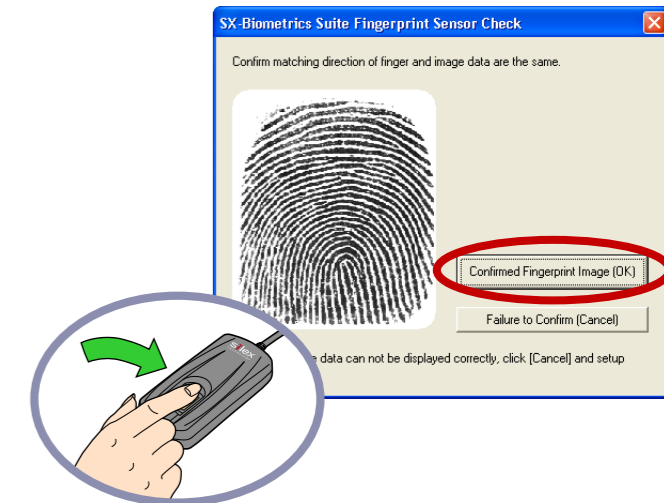 SX-Biometrics Suite Fingerprint Sensor Check
Confirm matching direction of finger and image data are the same.
Confirmed Fingerprint Image (OK)
Failure to Confirm (Cancel)
data can not be displayed correctly, click [Cancel] and setup
silex